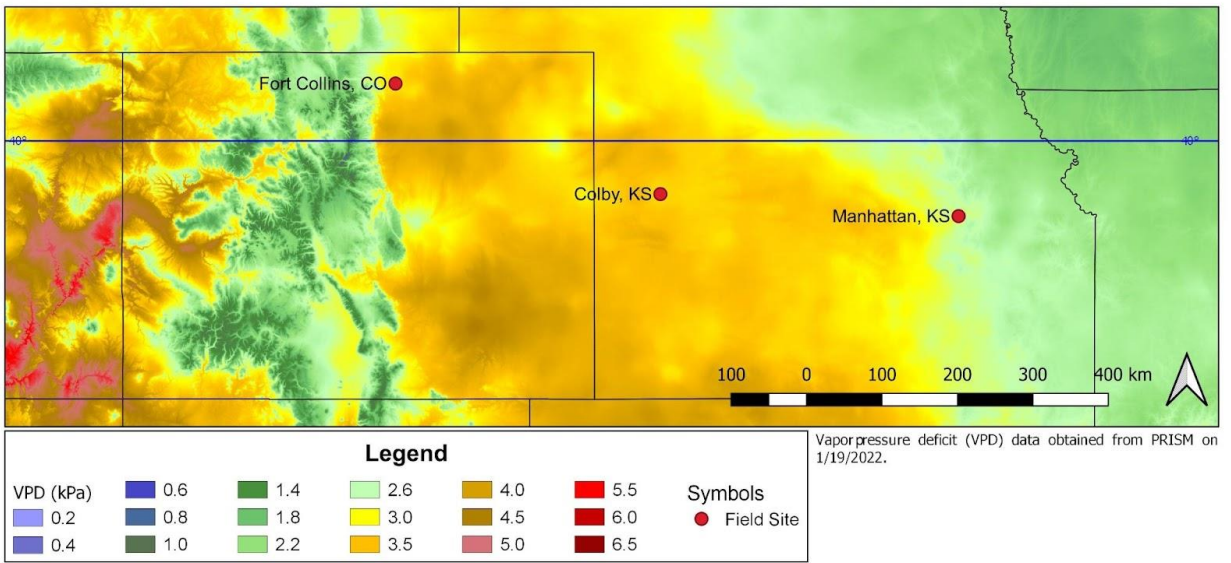 Fort Collins, CO
40°
40°
Colby, KS
Manhattan, KS
100 0 100 200 300 400 km
Legend
VPD (kPa)
0.2
0.4
0.6
0.8
1.0
1.4
1.8
2.2
2.6
3.0
3.5
4.0
4.5
5.0
5.5
6.0
6.5
Symbols
Field Site
Vapor pressure deficit (VPD) data obtained from PRISM on
1/19/2022.